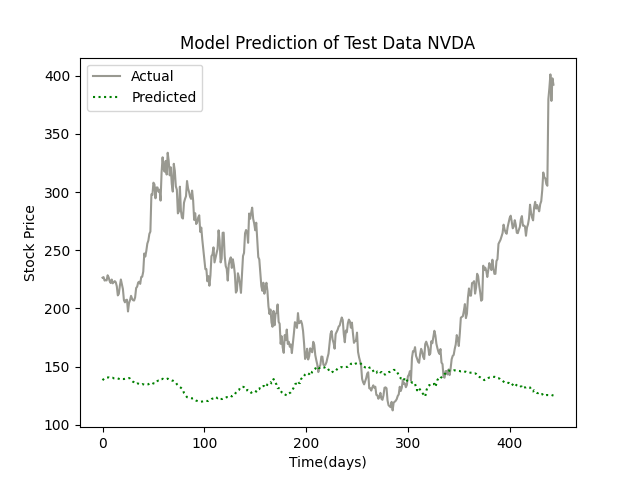 Model Prediction of Test Data NVDA
Actual
Predicted
400
350
300
250
200
150
100
Stock Price
0 100 200 300 400
Time(days)